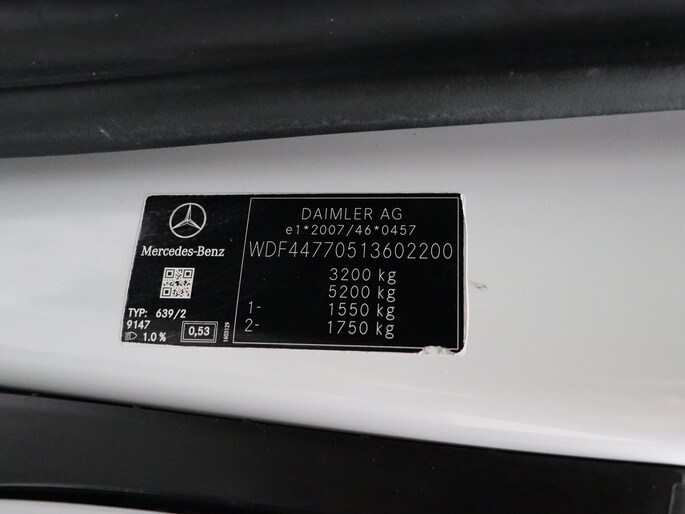 Mercedes-Benz
TYP: 639/2
9147
1.0%
0,53
1603129
DAIMLER AG
e1*2007/46*0457
WDF44770513602200
3200 kg
5200 kg
1- 1550 kg
2- 1750 kg